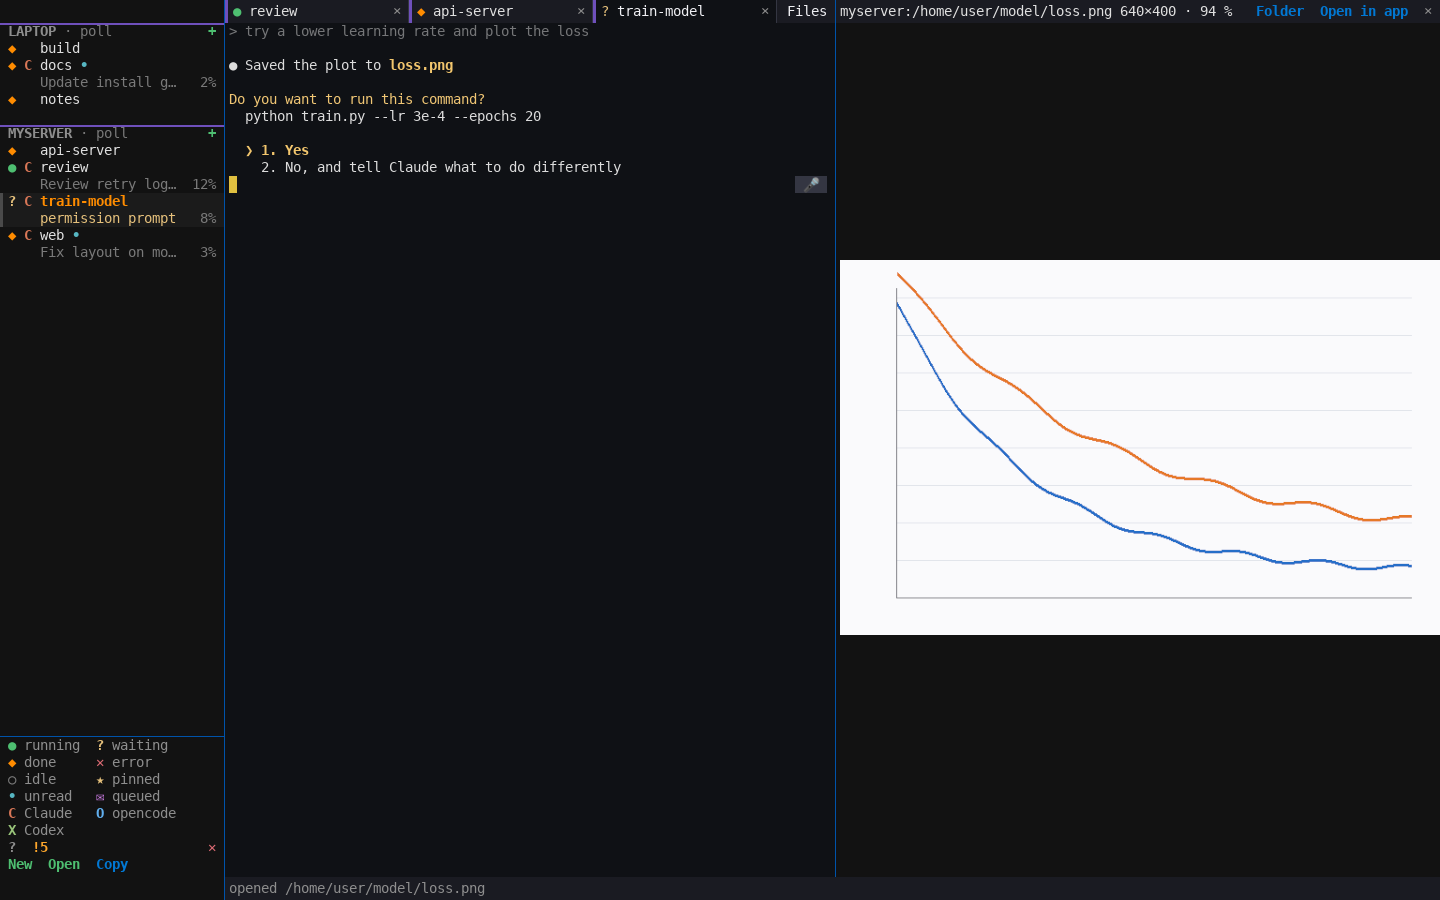 LAPTOP · poll +
◆ build
◆ C docs •
Update install g… 2%
◆ notes
MYSERVER · poll +
◆ api-server
● C review
Review retry log… 12%
? C train-model
permission prompt 8%
◆ C web •
Fix layout on mo… 3%
● running ? waiting
◆ done × error
○ idle ★ pinned
• unread ✉ queued
C Claude O opencode
X Codex
? !5 ×
New Open Copy
● review × ◆ api-server × ? train-model × Files
> try a lower learning rate and plot the loss
● Saved the plot to loss.png
Do you want to run this command?
python train.py --lr 3e-4 --epochs 20
❯ 1. Yes
2. No, and tell Claude what to do differently
myserver:/home/user/model/loss.png 640×400 · 94 % Folder Open in app ×
opened /home/user/model/loss.png